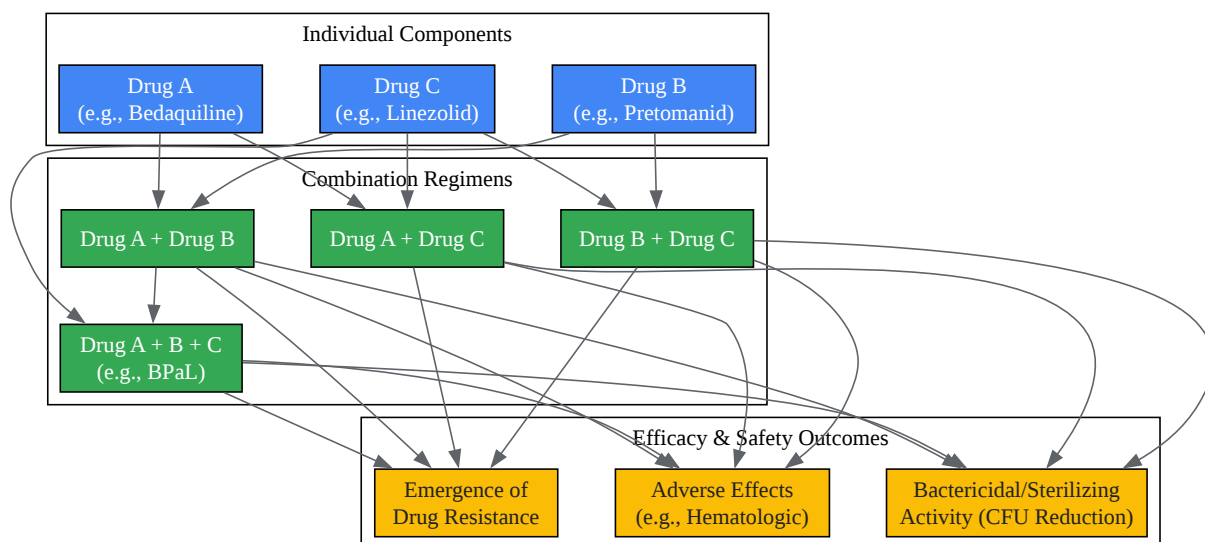 Individual Components
Drug A
(e.g., Bedaquiline)
Drug C
(e.g., Linezolid)
Drug B
(e.g., Pretomanid)
Combination Regimens
Drug A + Drug B
Drug A + Drug C
Drug B + Drug C
Drug A + B + C
(e.g., BPaL)
Efficacy & Safety Outcomes
Emergence of
Drug Resistance
Adverse Effects
(e.g., Hematologic)
Bactericidal/Sterilizing
Activity (CFU Reduction)